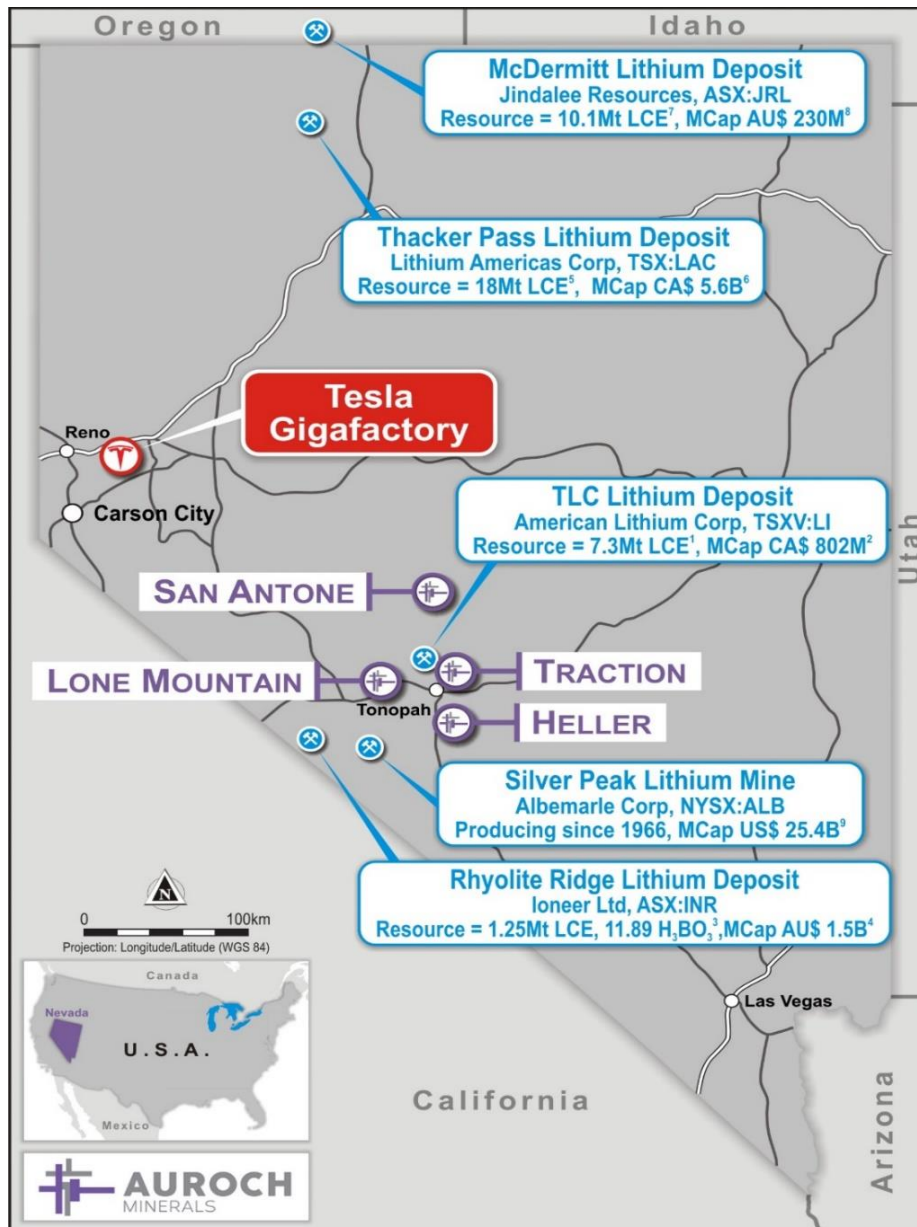 Oregon
Idaho
McDermitt Lithium Deposit
Jindalee Resources, ASX:JRL
Resource = 10.1Mt LCE⁷, MCap AU$ 230M⁸
Thacker Pass Lithium Deposit
Lithium Americas Corp, TSX:LAC
Resource = 18Mt LCE⁵, MCap CA$ 5.6B⁶
Tesla
Gigafactory
Reno
Carson City
TLC Lithium Deposit
American Lithium Corp, TSXV:LI
Resource = 7.3Mt LCE¹, MCap CA$ 802M²
Utah
SAN ANTONE
LONE MOUNTAIN
TRACTION
Tonopah
HELLER
Silver Peak Lithium Mine
Albemarle Corp, NYSX:ALB
Producing since 1966, MCap US$ 25.4B⁹
Rhyolite Ridge Lithium Deposit
Ioneer Ltd, ASX:INR
Resource = 1.25Mt LCE, 11.89 H₃BO₃³,MCap AU$ 1.5B⁴
N
0 100km
Projection: Longitude/Latitude (WGS 84)
Las Vegas
California
Arizona
Canada
Nevada
U.S.A.
Mexico
AUROCH
MINERALS